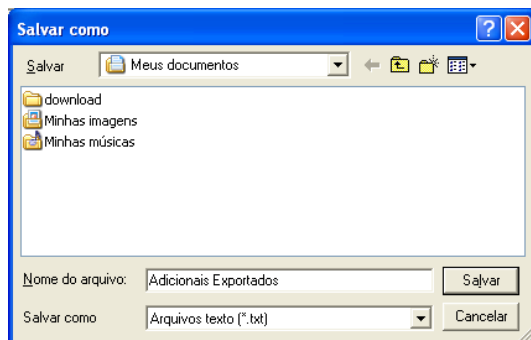 Salvar como
Salvar Meus documentos
download
Minhas imagens
Minhas músicas
Nome do arquivo: Adicionais Exportados Salvar
Salvar como Arquivos texto (*.txt) Cancelar